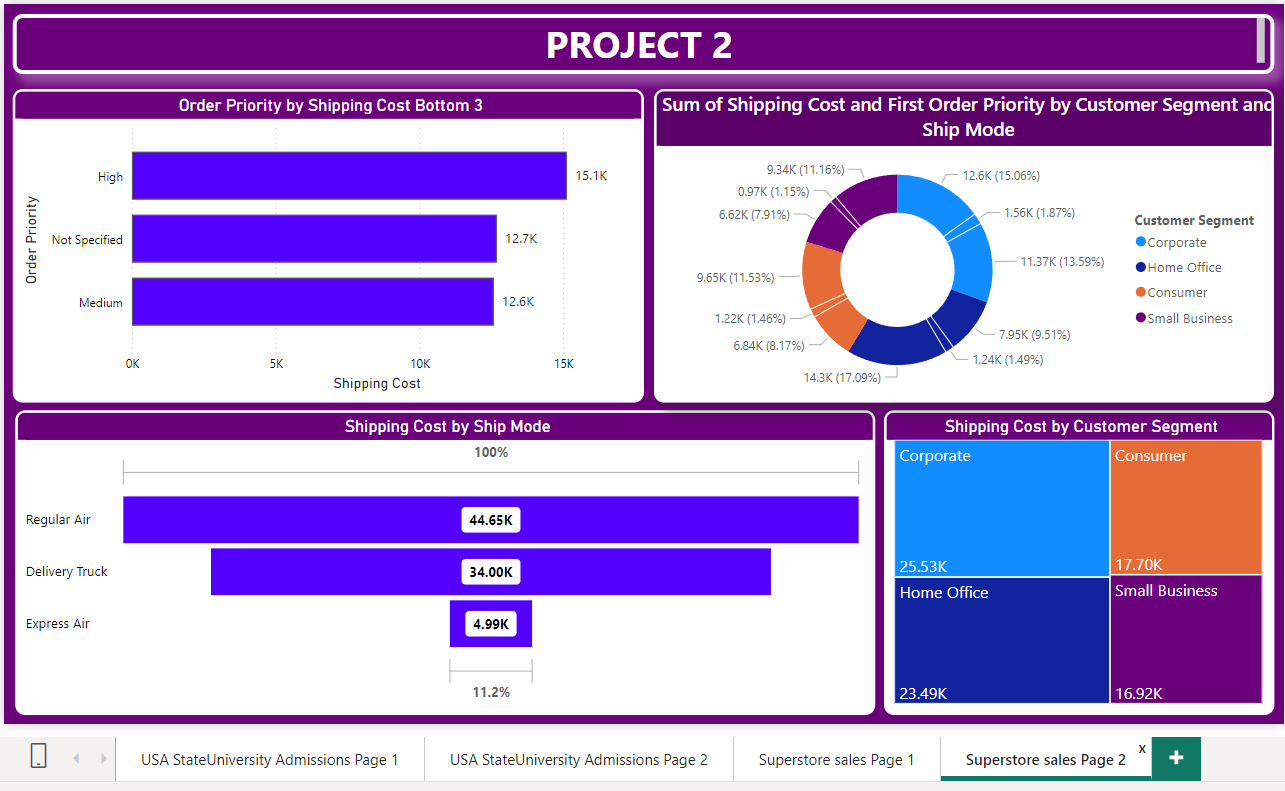 PROJECT 2
Order Priority by Shipping Cost Bottom 3
Order Priority
High
15.1K
Not Specified
12.7K
Medium
12.6K
0K
5K
10K
15K
Shipping Cost
Sum of Shipping Cost and First Order Priority by Customer Segment and
Ship Mode
9.34K (11.16%)
12.6K (15.06%)
0.97K (1.15%)
1.56K (1.87%)
6.62K (7.91%)
11.37K (13.59%)
9.65K (11.53%)
1.22K (1.46%)
7.95K (9.51%)
6.84K (8.17%)
1.24K (1.49%)
14.3K (17.09%)
Customer Segment
Corporate
Home Office
Consumer
Small Business
Shipping Cost by Ship Mode
100%
Regular Air
44.65K
Delivery Truck
34.00K
Express Air
4.99K
11.2%
Shipping Cost by Customer Segment
Corporate
25.53K
Consumer
17.70K
Home Office
23.49K
Small Business
16.92K
USA StateUniversity Admissions Page 1
USA StateUniversity Admissions Page 2
Superstore sales Page 1
Superstore sales Page 2
x
+